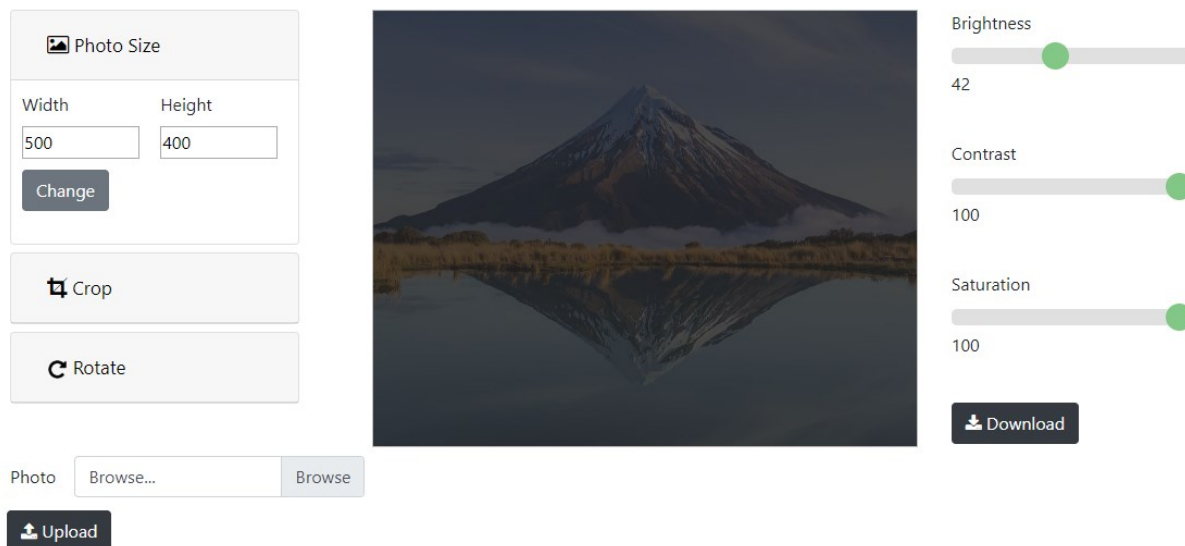 Photo Size
Width Height
500 400
Change
Crop
Rotate
Photo Browse... Browse
Upload
Brightness
42
Contrast
100
Saturation
100
Download